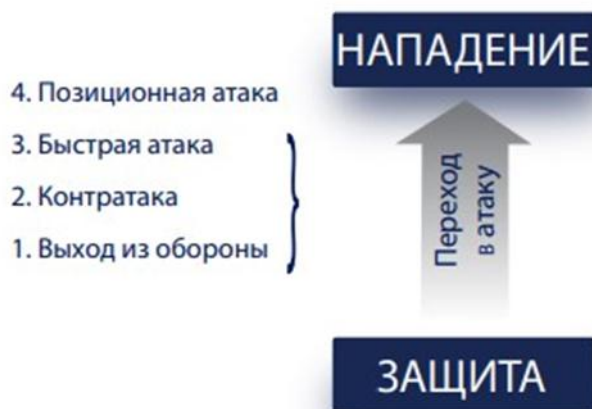 НАПАДЕНИЕ
4. Позиционная атака
3. Быстрая атака
2. Контратака
1. Выход из обороны
Переход
в атаку
ЗАЩИТА